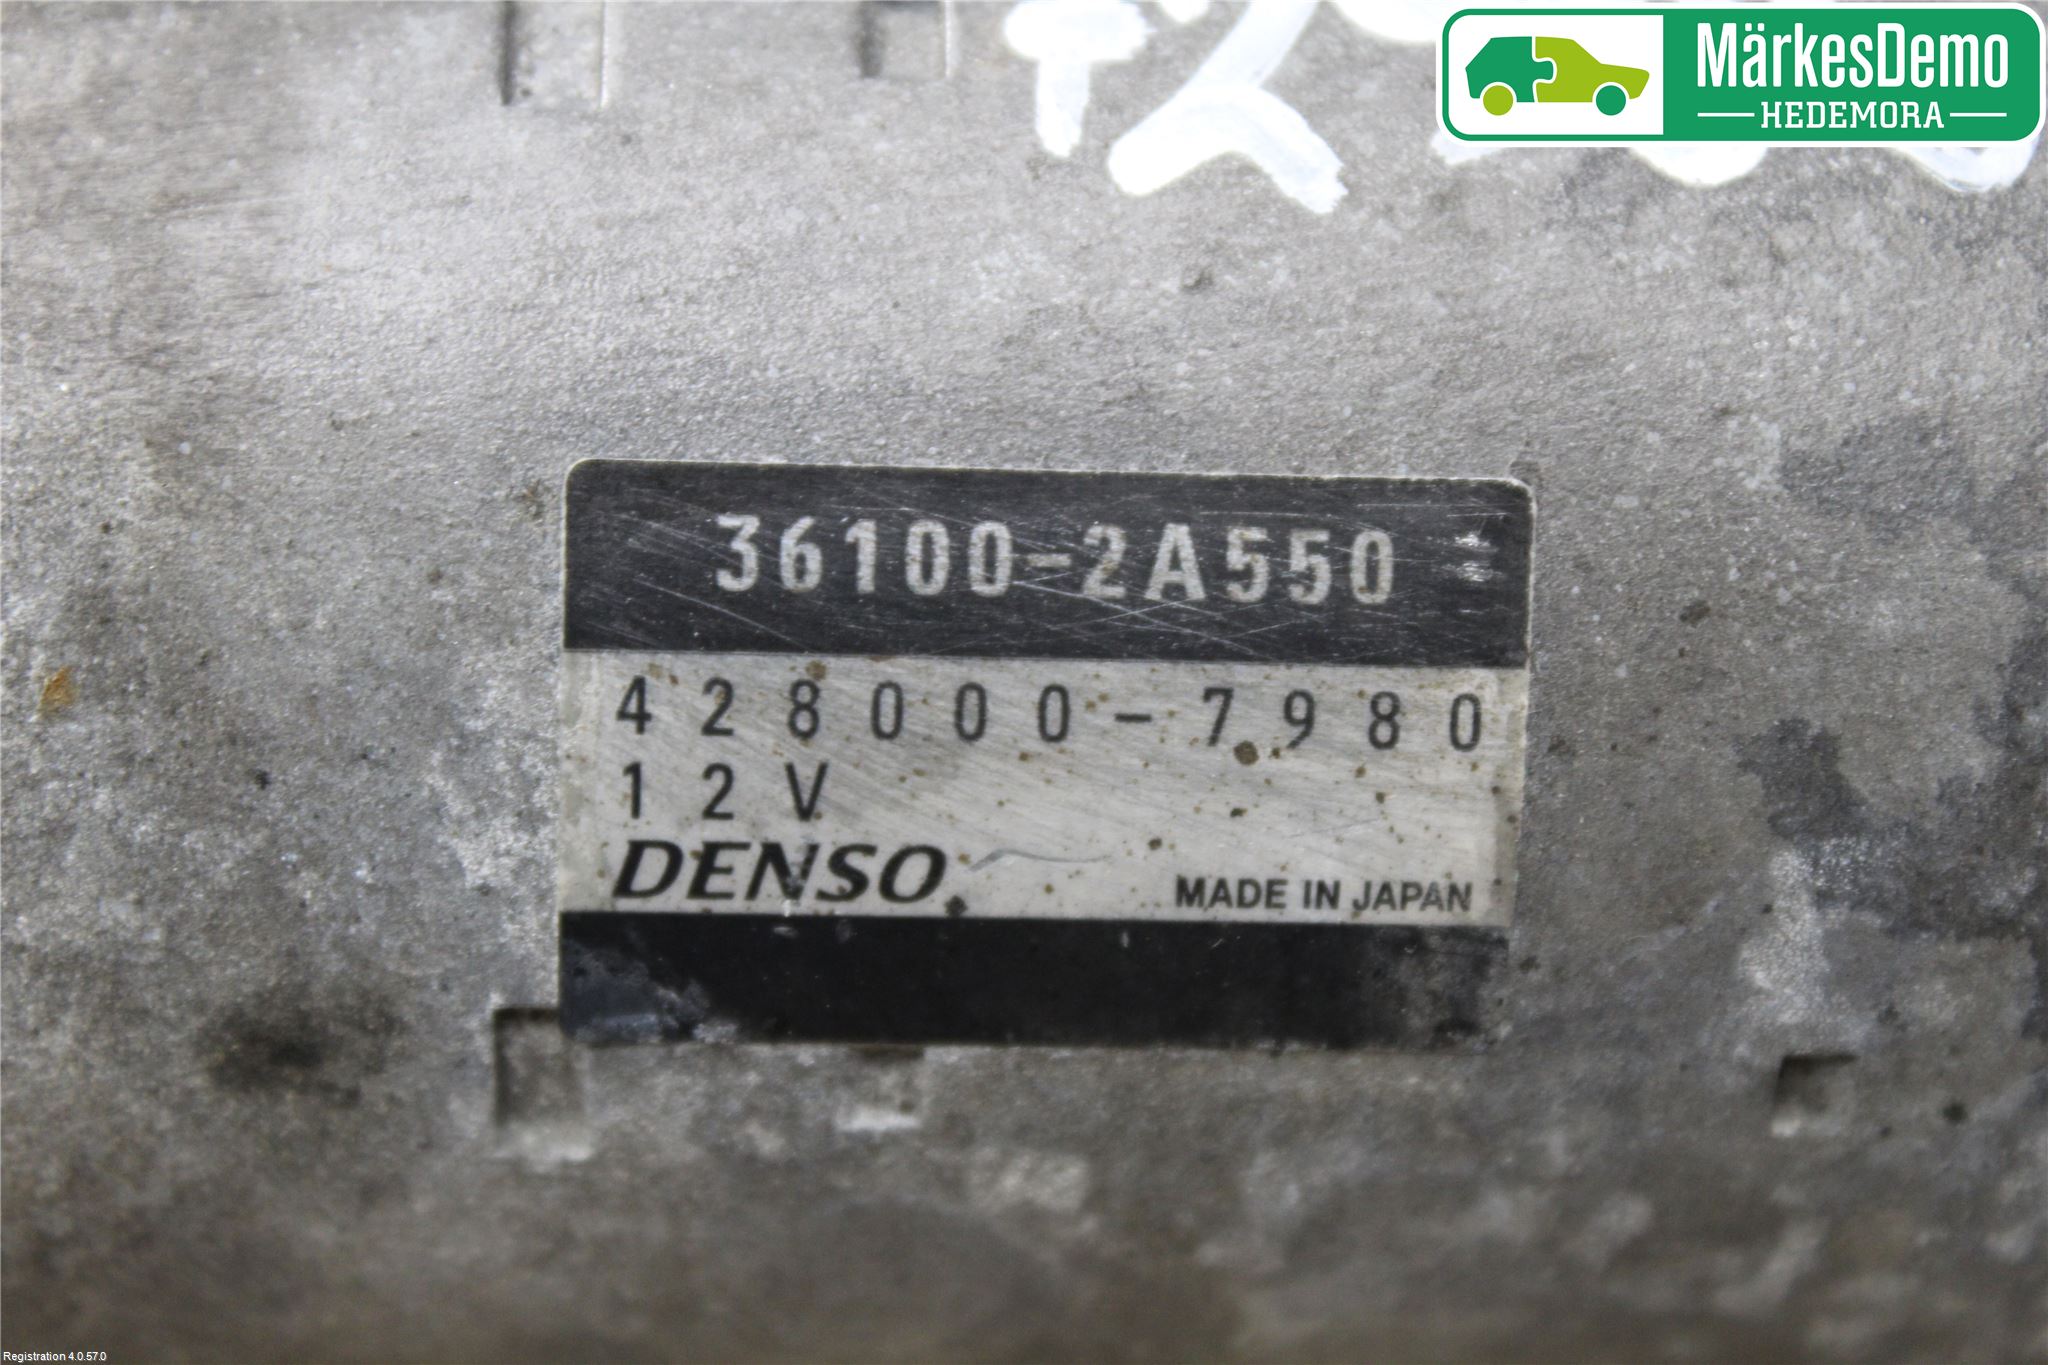 MärkesDemo
HEDEMORA
36100-2A550
428000-7980
12V
DENSO
MADE IN JAPAN
Registration 4.0.57.0